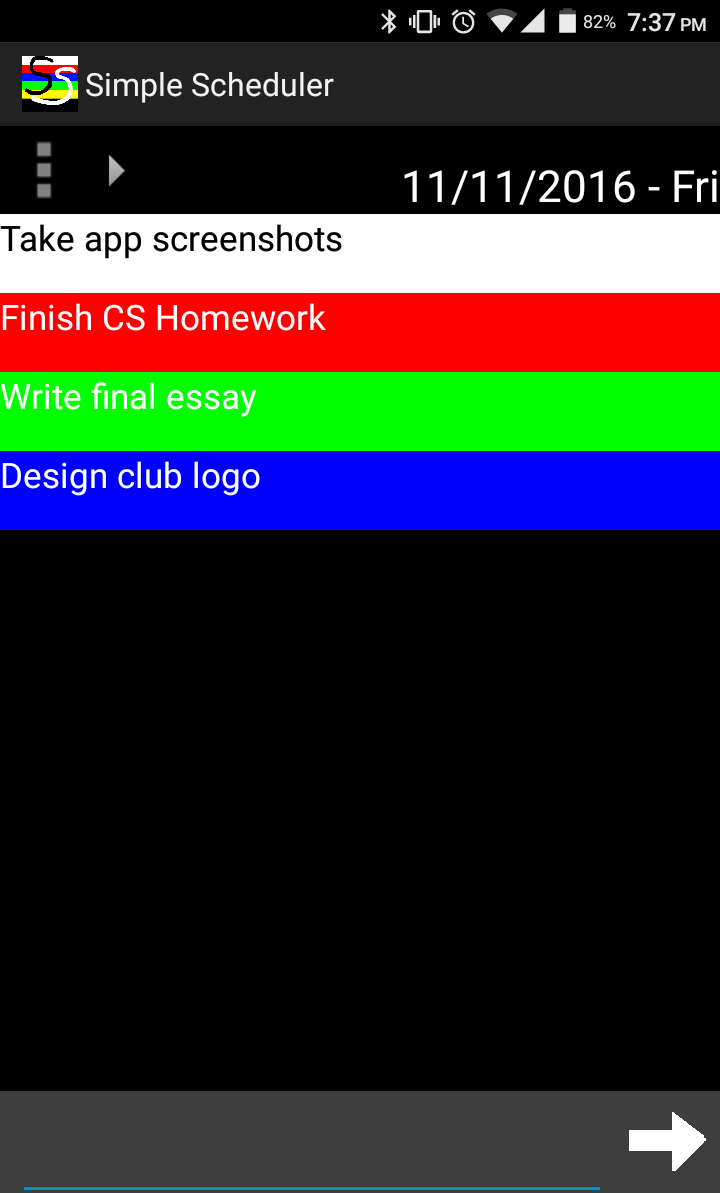 82% 7:37 PM
SS Simple Scheduler
11/11/2016 - Fri
Take app screenshots
Finish CS Homework
Write final essay
Design club logo